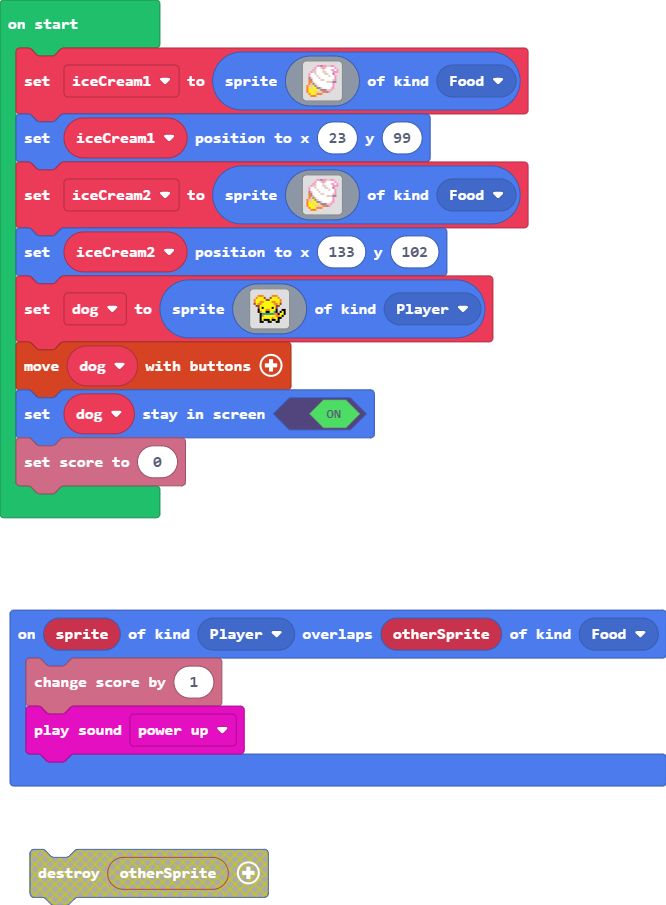 on start
set iceCream1 to sprite of kind Food
set iceCream1 position to x 23 y 99
set iceCream2 to sprite of kind Food
set iceCream2 position to x 133 y 102
set dog to sprite of kind Player
move dog with buttons
set dog stay in screen ON
set score to 0
on sprite of kind Player overlaps otherSprite of kind Food
change score by 1
play sound power up
destroy otherSprite